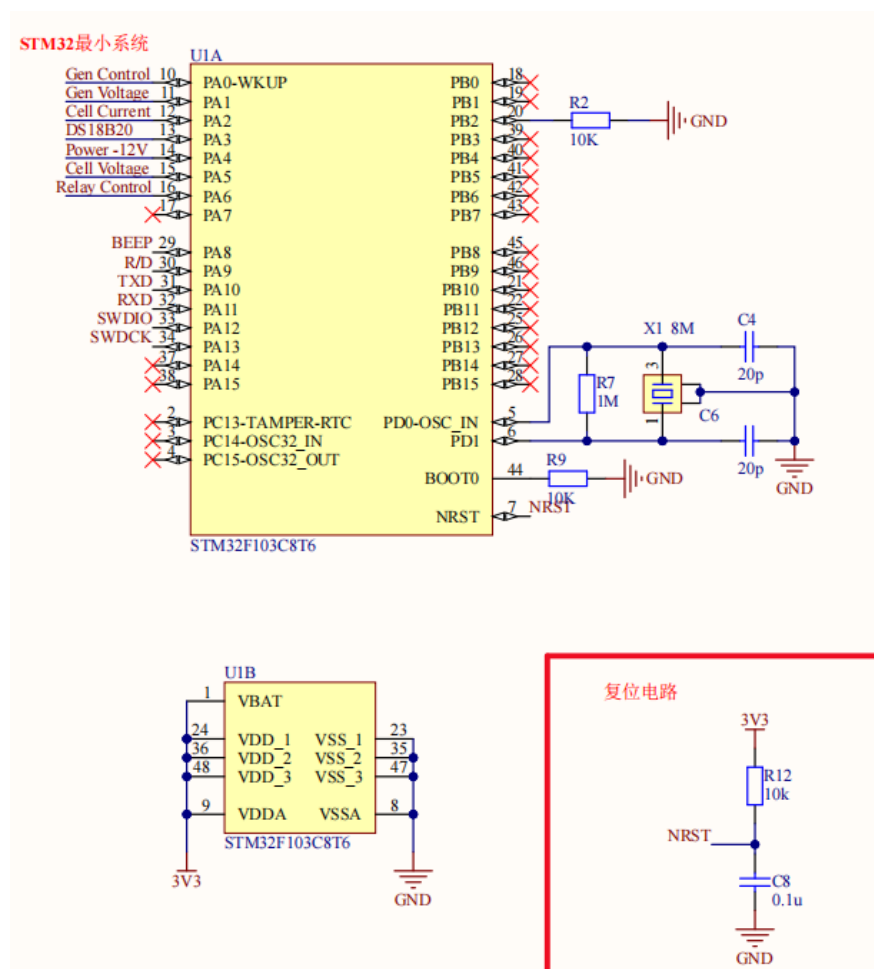 STM32最小系统
U1A
Gen Control 10 PA0-WKUP PB0 18
Gen Voltage 11 PA1 PB1 19
Cell Current 12 PA2 PB2 20
DS18B20 13 PA3 PB3 39
Power -12V 14 PA4 PB4 40
Cell Voltage 15 PA5 PB5 41
Relay Control 16 PA6 PB6 42
17 PA7 PB7 43
R2
10K
GND
BEEP 29 PA8 PB8 45
R/D 30 PA9 PB9 46
TXD 31 PA10 PB10 21
RXD 32 PA11 PB11 22
SWDIO 33 PA12 PB12 25
SWDCK 34 PA13 PB13 26
37 PA14 PB14 27
38 PA15 PB15 28
2 PC13-TAMPER-RTC PD0-OSC_IN 5
3 PC14-OSC32_IN PD1 6
4 PC15-OSC32_OUT
BOOT0 44
NRST 7 NRST
STM32F103C8T6
X1 8M
3
1
C4
20p
R7
1M
C6
20p
GND
R9
10K
GND
U1B
1 VBAT
24 VDD_1 VSS_1 23
36 VDD_2 VSS_2 35
48 VDD_3 VSS_3 47
9 VDDA VSSA 8
STM32F103C8T6
3V3
GND
复位电路
3V3
R12
10k
NRST
C8
0.1u
GND